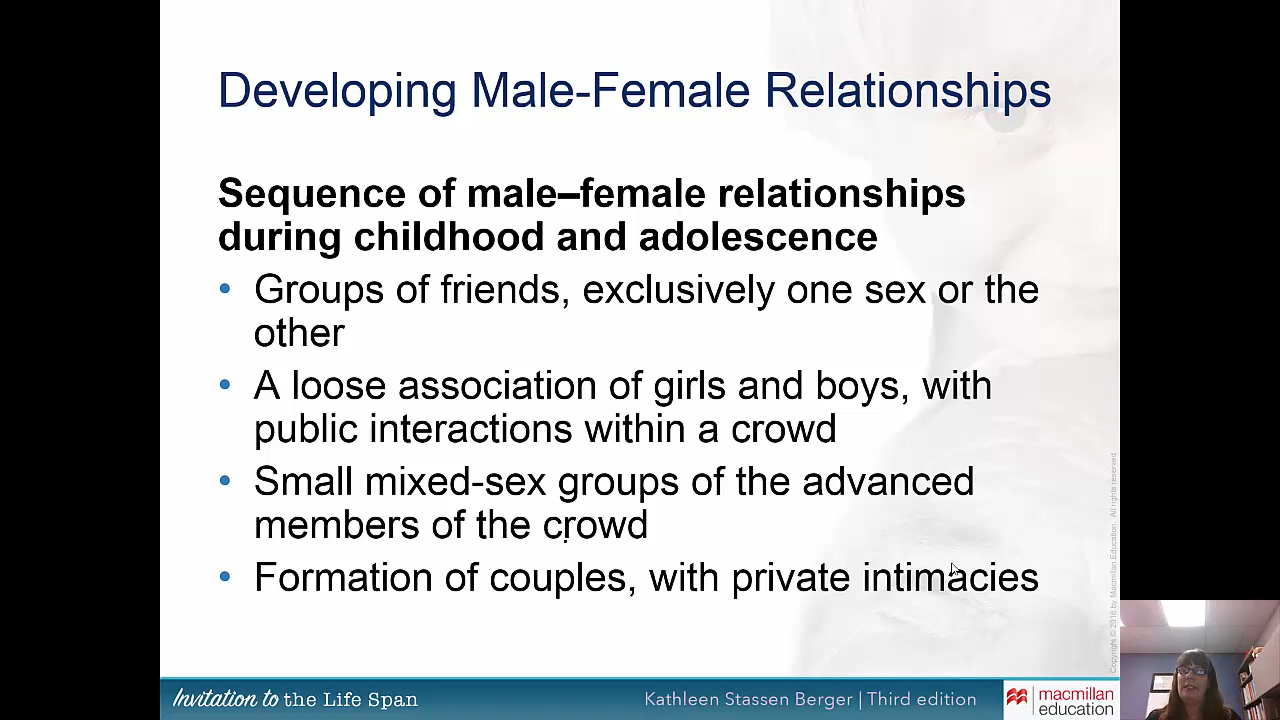 Developing Male-Female Relationships
Sequence of male–female relationships
during childhood and adolescence
• Groups of friends, exclusively one sex or the
other
• A loose association of girls and boys, with
public interactions within a crowd
• Small mixed-sex groups of the advanced
members of the crowd
• Formation of couples, with private intimacies
Copyright © 2016 by Macmillan Education. All rights reserved
Invitation to the Life Span
Kathleen Stassen Berger | Third edition
macmillan
education